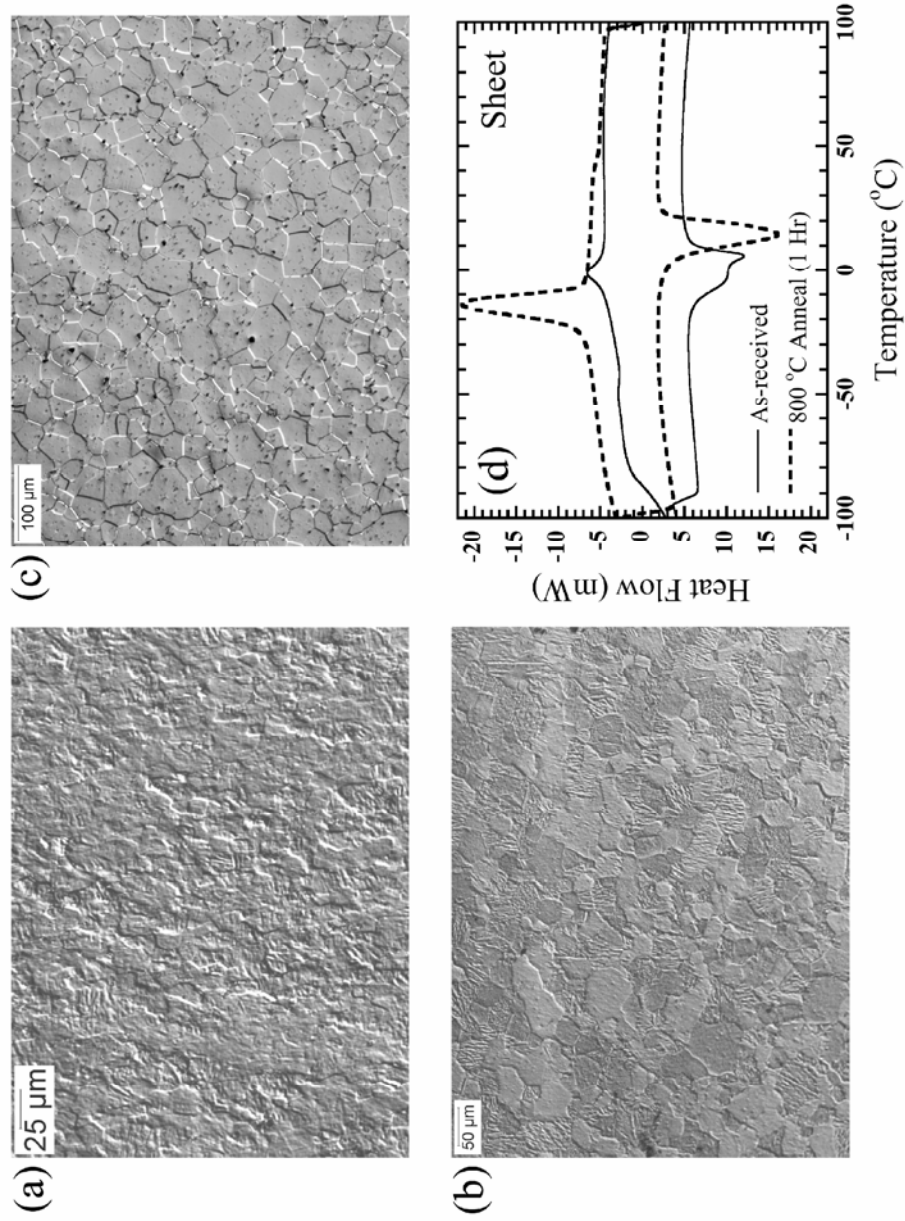 (a)
25 μm
(b)
50 μm
(c)
100 μm
(d)
Sheet
As-received
800 °C Anneal (1 Hr)
Heat Flow (mW)
-20
-15
-10
-5
0
5
10
15
20
-100
-50
0
50
100
Temperature (°C)